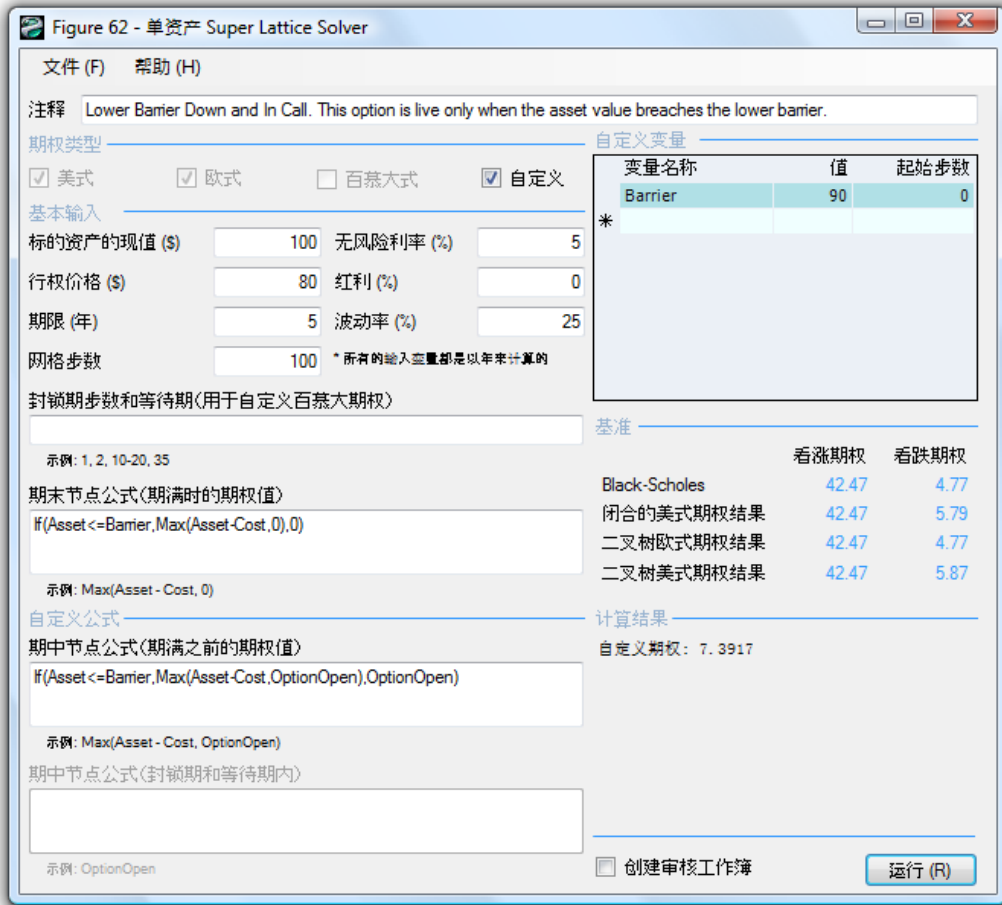 Figure 62 - 单资产 Super Lattice Solver
文件 (F) 帮助 (H)
注释 Lower Barrier Down and In Call. This option is live only when the asset value breaches the lower barrier.
期权类型
美式 欧式 百慕大式 自定义
基本输入
标的资产的现值 ($) 100 无风险利率 (%) 5
行权价格 ($) 80 红利 (%) 0
期限 (年) 5 波动率 (%) 25
网格步数 100 * 所有的输入变量都是以年来计算的
封锁期步数和等待期(用于自定义百慕大期权)
示例: 1, 2, 10-20, 35
期末节点公式(期满时的期权值)
If(Asset<=Barrier,Max(Asset-Cost,0),0)
示例: Max(Asset - Cost, 0)
自定义公式
期中节点公式(期满之前的期权值)
If(Asset<=Barrier,Max(Asset-Cost,OptionOpen),OptionOpen)
示例: Max(Asset - Cost, OptionOpen)
期中节点公式(封锁期和等待期内)
示例: OptionOpen
自定义变量
变量名称 值 起始步数
Barrier 90 0
*
基准
看涨期权 看跌期权
Black-Scholes 42.47 4.77
闭合的美式期权结果 42.47 5.79
二叉树欧式期权结果 42.47 4.77
二叉树美式期权结果 42.47 5.87
计算结果
自定义期权: 7.3917
创建审核工作簿 运行 (R)